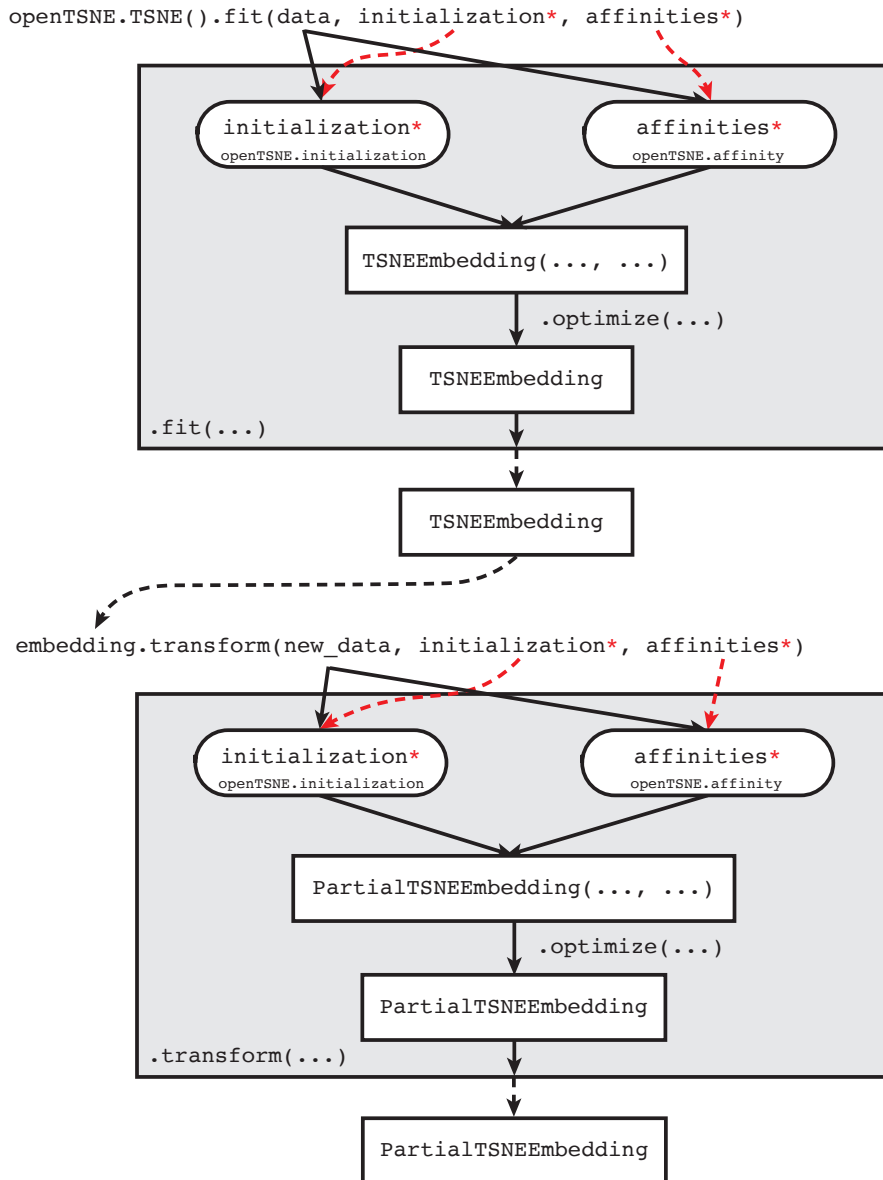 openTSNE.TSNE().fit(data, initialization*, affinities*)
initialization*
openTSNE.initialization
affinities*
openTSNE.affinity
TSNEEmbedding(..., ...)
.optimize(...)
TSNEEmbedding
.fit(...)
TSNEEmbedding
embedding.transform(new_data, initialization*, affinities*)
initialization*
openTSNE.initialization
affinities*
openTSNE.affinity
PartialTSNEEmbedding(..., ...)
.optimize(...)
PartialTSNEEmbedding
.transform(...)
PartialTSNEEmbedding